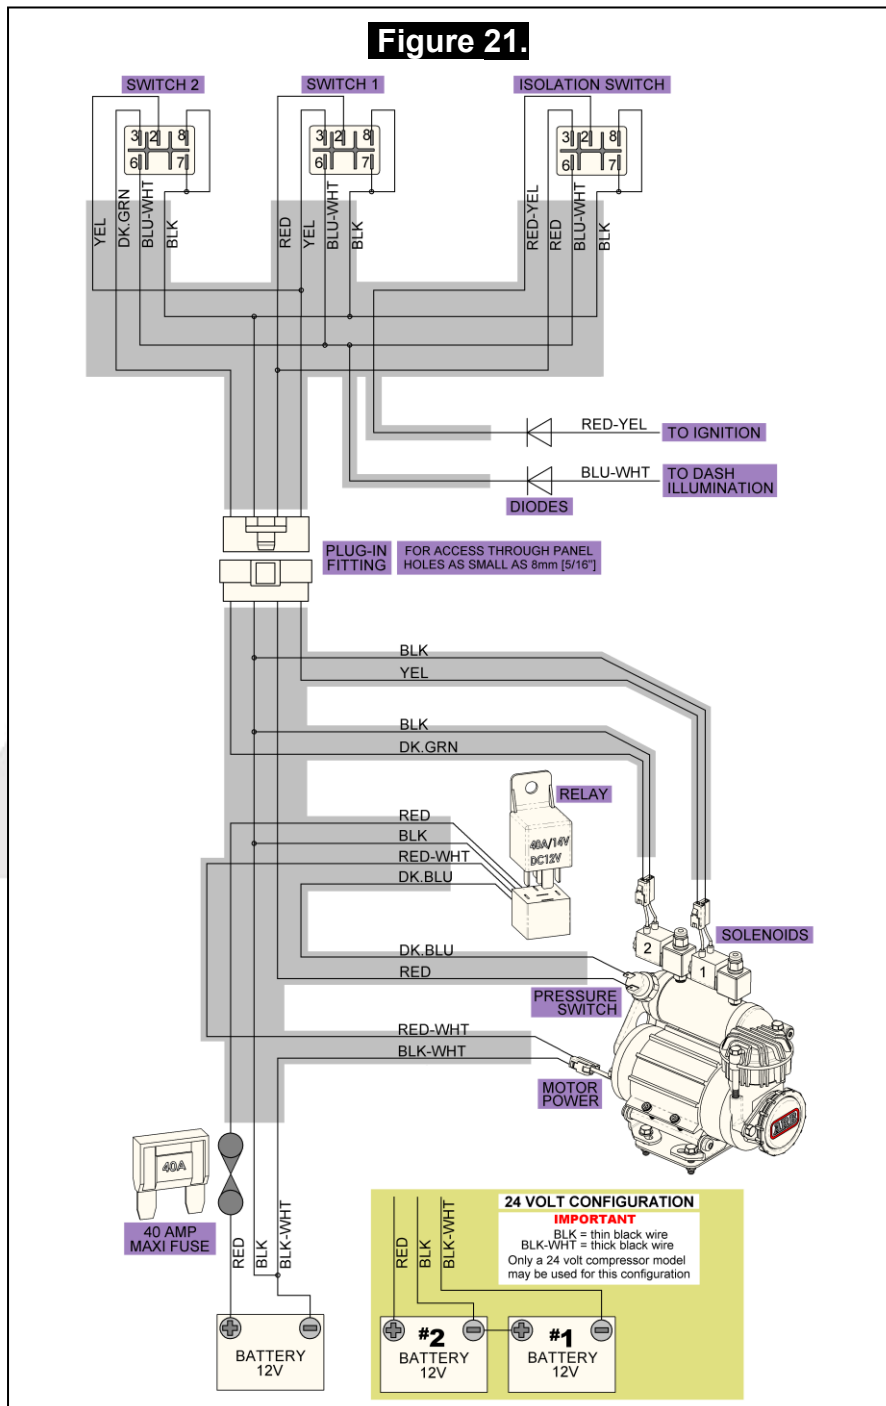 Figure 21.
SWITCH 2
SWITCH 1
ISOLATION SWITCH
3 2 8
6 7
3 2 8
6 7
3 2 8
6 7
YEL
DK.GRN
BLU-WHT
BLK
RED
YEL
BLU-WHT
BLK
RED-YEL
RED
BLU-WHT
BLK
RED-YEL
TO IGNITION
BLU-WHT
TO DASH
ILLUMINATION
DIODES
PLUG-IN
FITTING
FOR ACCESS THROUGH PANEL
HOLES AS SMALL AS 8mm [5/16"]
BLK
YEL
BLK
DK.GRN
RELAY
RED
BLK
RED-WHT
DK.BLU
40A/14V
DC12V
SOLENOIDS
2
1
DK.BLU
RED
PRESSURE
SWITCH
RED-WHT
BLK-WHT
MOTOR
POWER
ARB
40A
40 AMP
MAXI FUSE
RED
BLK
BLK-WHT
BATTERY
12V
24 VOLT CONFIGURATION
IMPORTANT
BLK = thin black wire
BLK-WHT = thick black wire
Only a 24 volt compressor model
may be used for this configuration
RED
BLK
BLK-WHT
#2
BATTERY
12V
#1
BATTERY
12V